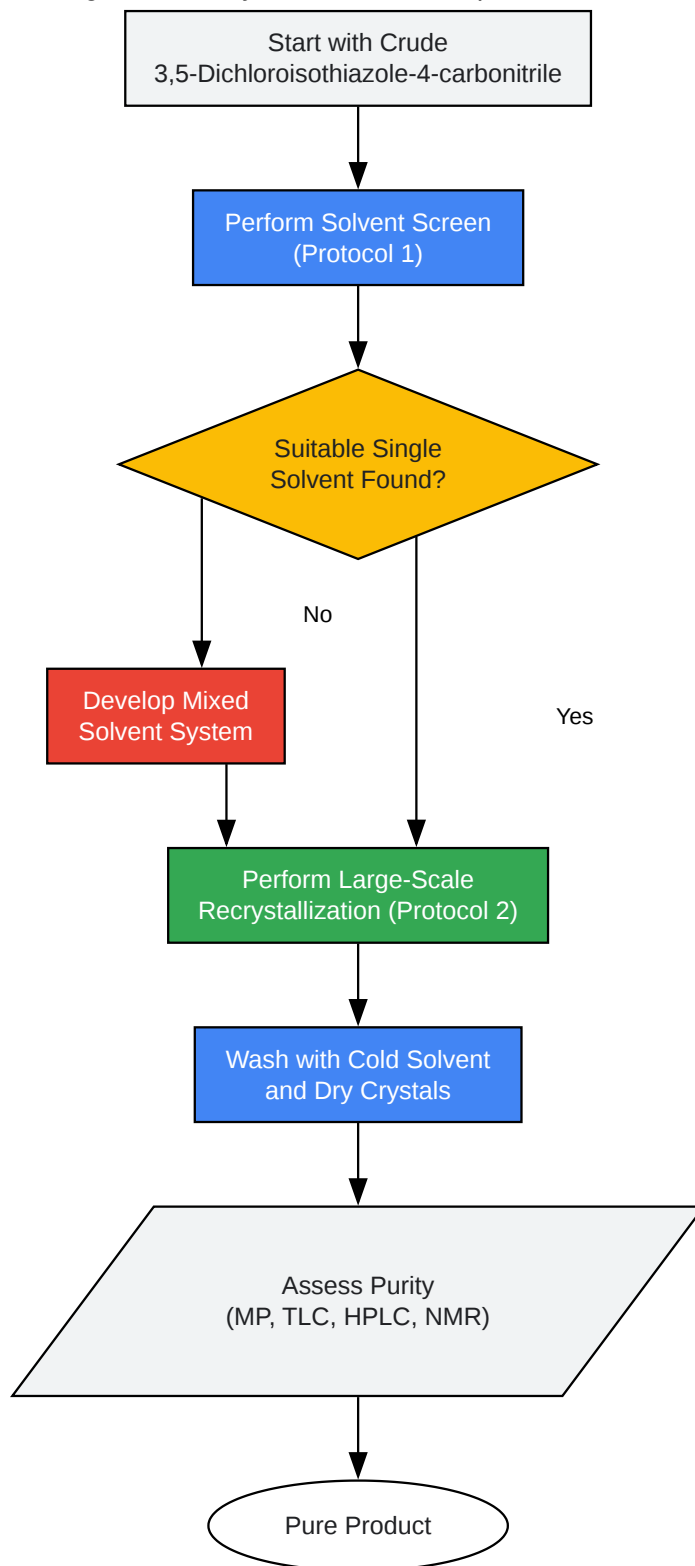 Start with Crude
3,5-Dichloroisothiazole-4-carbonitrile
Perform Solvent Screen
(Protocol 1)
Suitable Single
Solvent Found?
No
Develop Mixed
Solvent System
Yes
Perform Large-Scale
Recrystallization (Protocol 2)
Wash with Cold Solvent
and Dry Crystals
Assess Purity
(MP, TLC, HPLC, NMR)
Pure Product